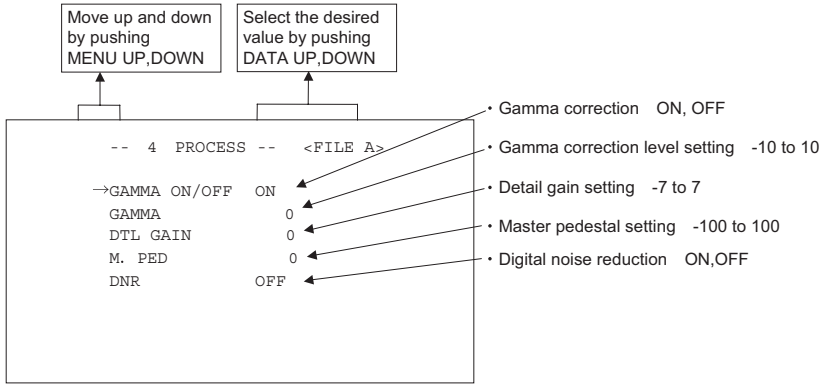 Move up and down
by pushing
MENU UP,DOWN
Select the desired
value by pushing
DATA UP,DOWN
-- 4 PROCESS -- <FILE A>
→GAMMA ON/OFF ON
GAMMA 0
DTL GAIN 0
M. PED 0
DNR OFF
・Gamma correction ON, OFF
・Gamma correction level setting -10 to 10
・Detail gain setting -7 to 7
・Master pedestal setting -100 to 100
・Digital noise reduction ON,OFF